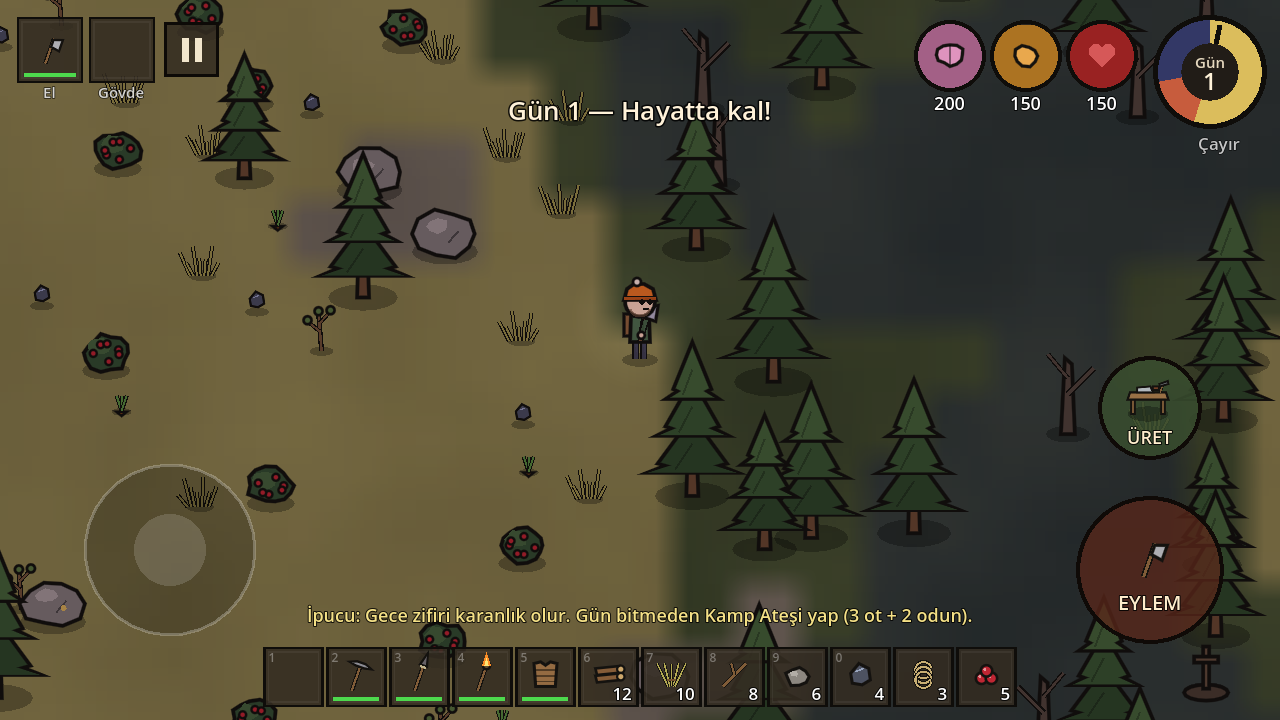 El
Gövde
200
150
150
Gün
1
Çayır
Gün 1 — Hayatta kal!
ÜRET
EYLEM
İpucu: Gece zifiri karanlık olur. Gün bitmeden Kamp Ateşi yap (3 ot + 2 odun).
1
2
3
4
5
6
12
7
10
8
8
9
6
0
4
3
5